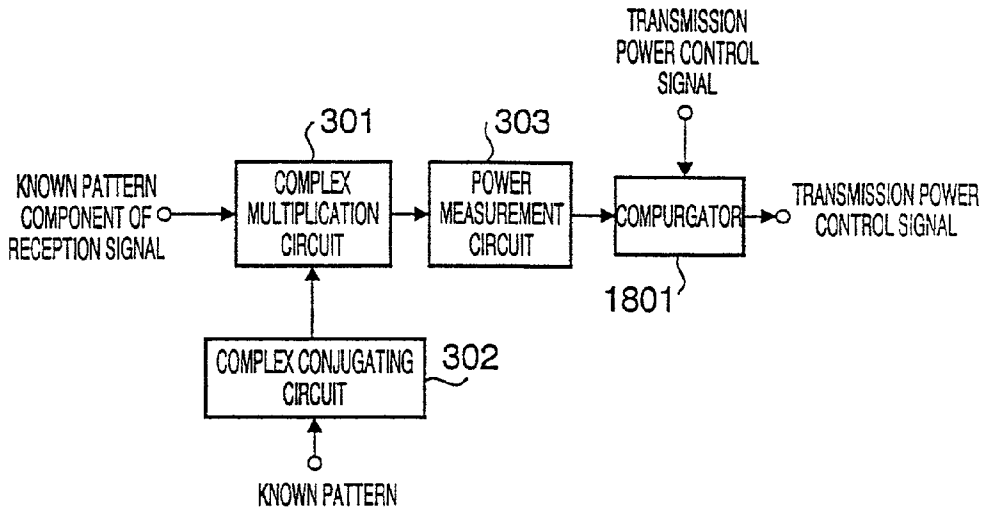 TRANSMISSION
POWER CONTROL
SIGNAL
301
303
KNOWN PATTERN
COMPONENT OF
RECEPTION SIGNAL
COMPLEX
MULTIPLICATION
CIRCUIT
POWER
MEASUREMENT
CIRCUIT
COMPURGATOR
TRANSMISSION POWER
CONTROL SIGNAL
1801
COMPLEX CONJUGATING
CIRCUIT
302
KNOWN PATTERN